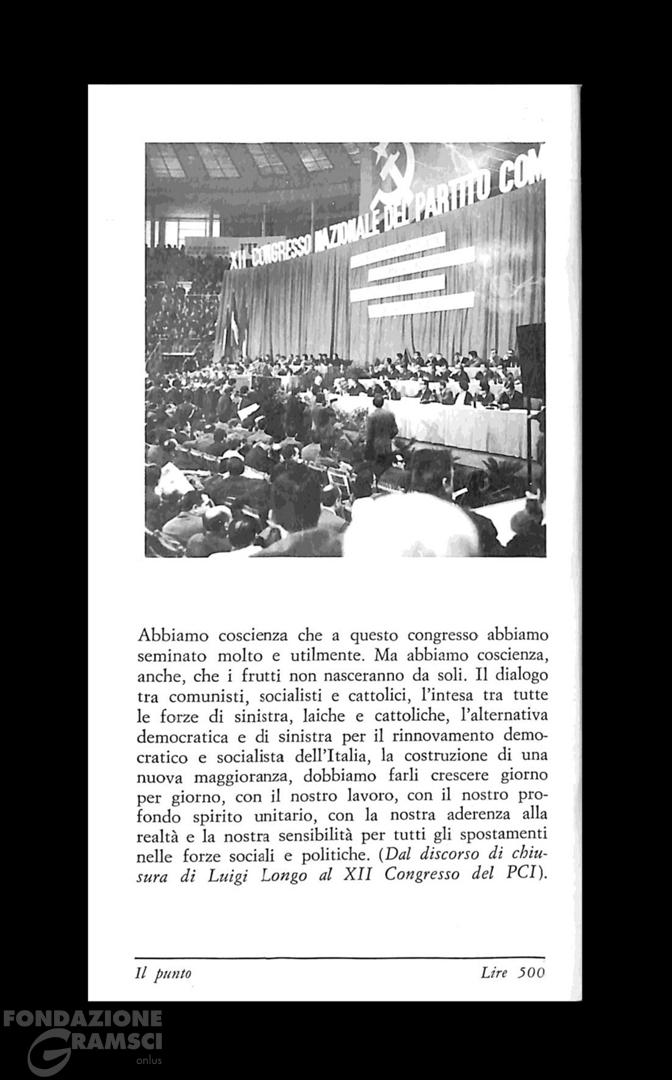 XII CONGRESSO NAZIONALE DEL PARTITO COM
Abbiamo coscienza che a questo congresso abbiamo
seminato molto e utilmente. Ma abbiamo coscienza,
anche, che i frutti non nasceranno da soli. Il dialogo
tra comunisti, socialisti e cattolici, l'intesa tra tutte
le forze di sinistra, laiche e cattoliche, l'alternativa
democratica e di sinistra per il rinnovamento demo-
cratico e socialista dell'Italia, la costruzione di una
nuova maggioranza, dobbiamo farli crescere giorno
per giorno, con il nostro lavoro, con il nostro pro-
fondo spirito unitario, con la nostra aderenza alla
realtà e la nostra sensibilità per tutti gli spostamenti
nelle forze sociali e politiche. (Dal discorso di chiu-
sura di Luigi Longo al XII Congresso del PCI).
Il punto Lire 500
FONDAZIONE
GRAMSCI
onlus